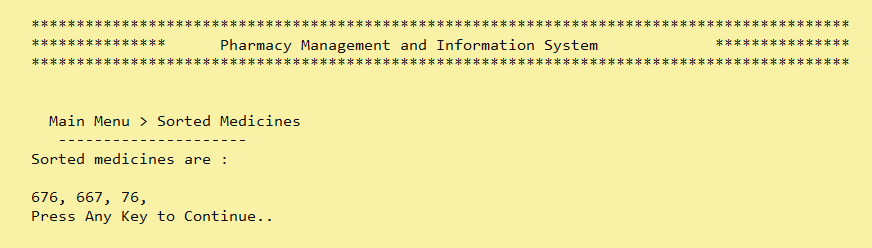 *******************************************************************************************
***************      Pharmacy Management and Information System             ***************
*******************************************************************************************
Main Menu > Sorted Medicines
---------------------
Sorted medicines are :
676, 667, 76,
Press Any Key to Continue..